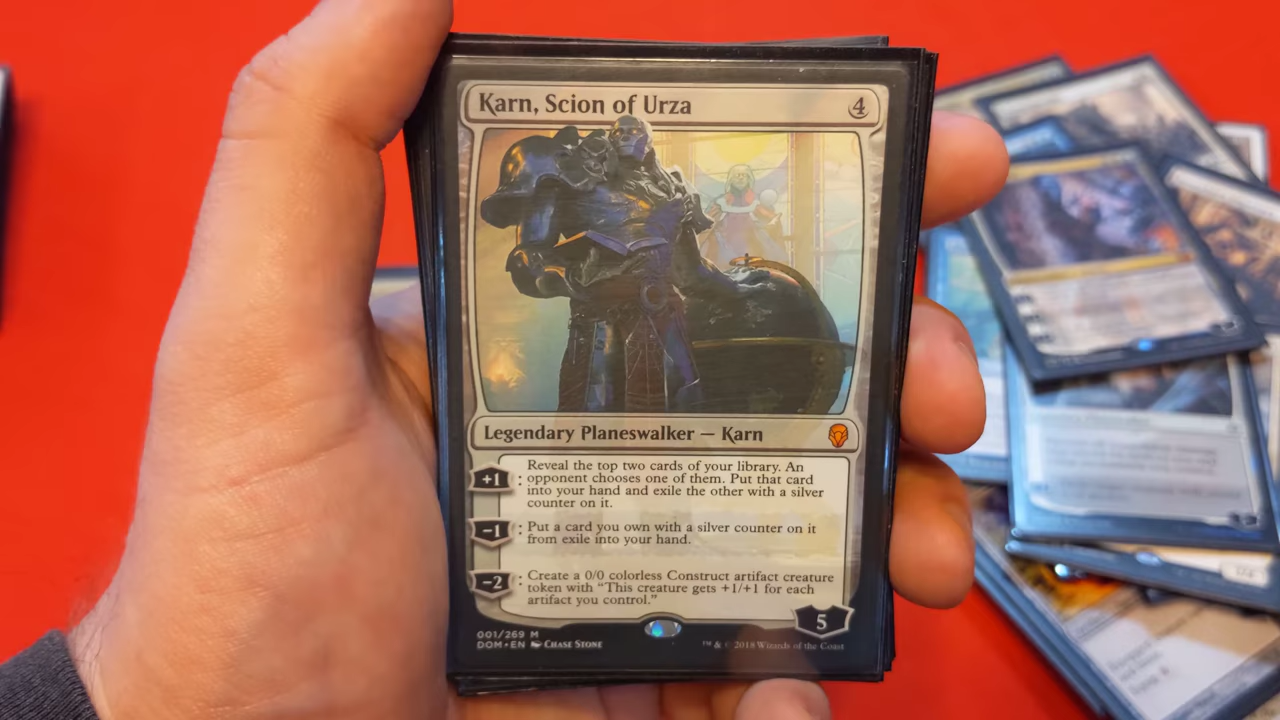 Karn, Scion of Urza 4
Legendary Planeswalker — Karn
+1 : Reveal the top two cards of your library. An
opponent chooses one of them. Put that card
into your hand and exile the other with a silver
counter on it.
−1 : Put a card you own with a silver counter on it
from exile into your hand.
−2 : Create a 0/0 colorless Construct artifact creature
token with “This creature gets +1/+1 for each
artifact you control.”
5
001/269 M
DOM • EN CHASE STONE
™ & © 2018 Wizards of the Coast